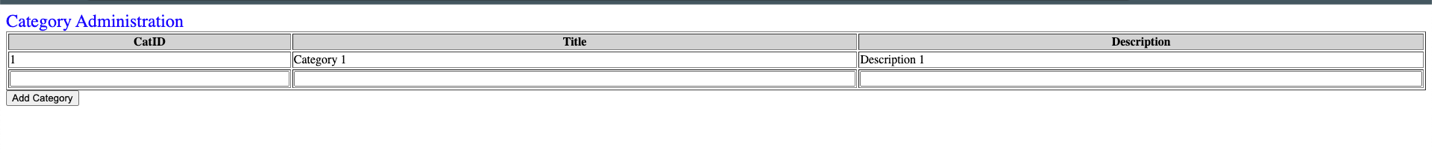 Category Administration
CatID Title Description
1 Category 1 Description 1
Add Category